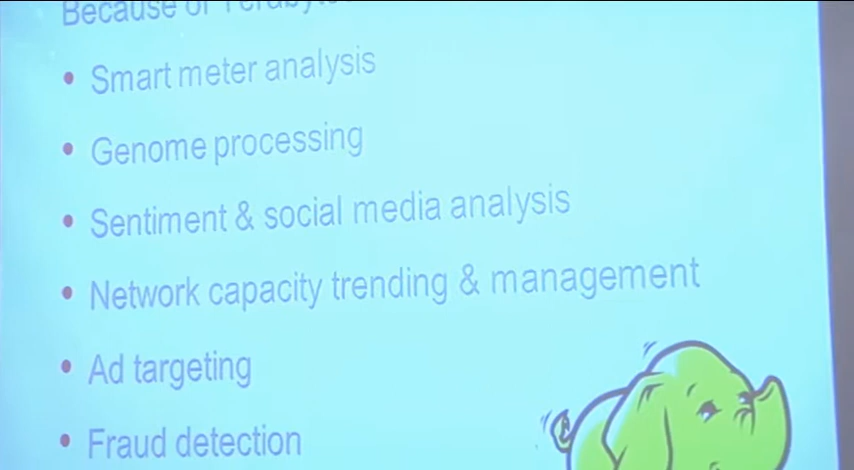 Because of
• Smart meter analysis
• Genome processing
• Sentiment & social media analysis
• Network capacity trending & management
• Ad targeting
• Fraud detection